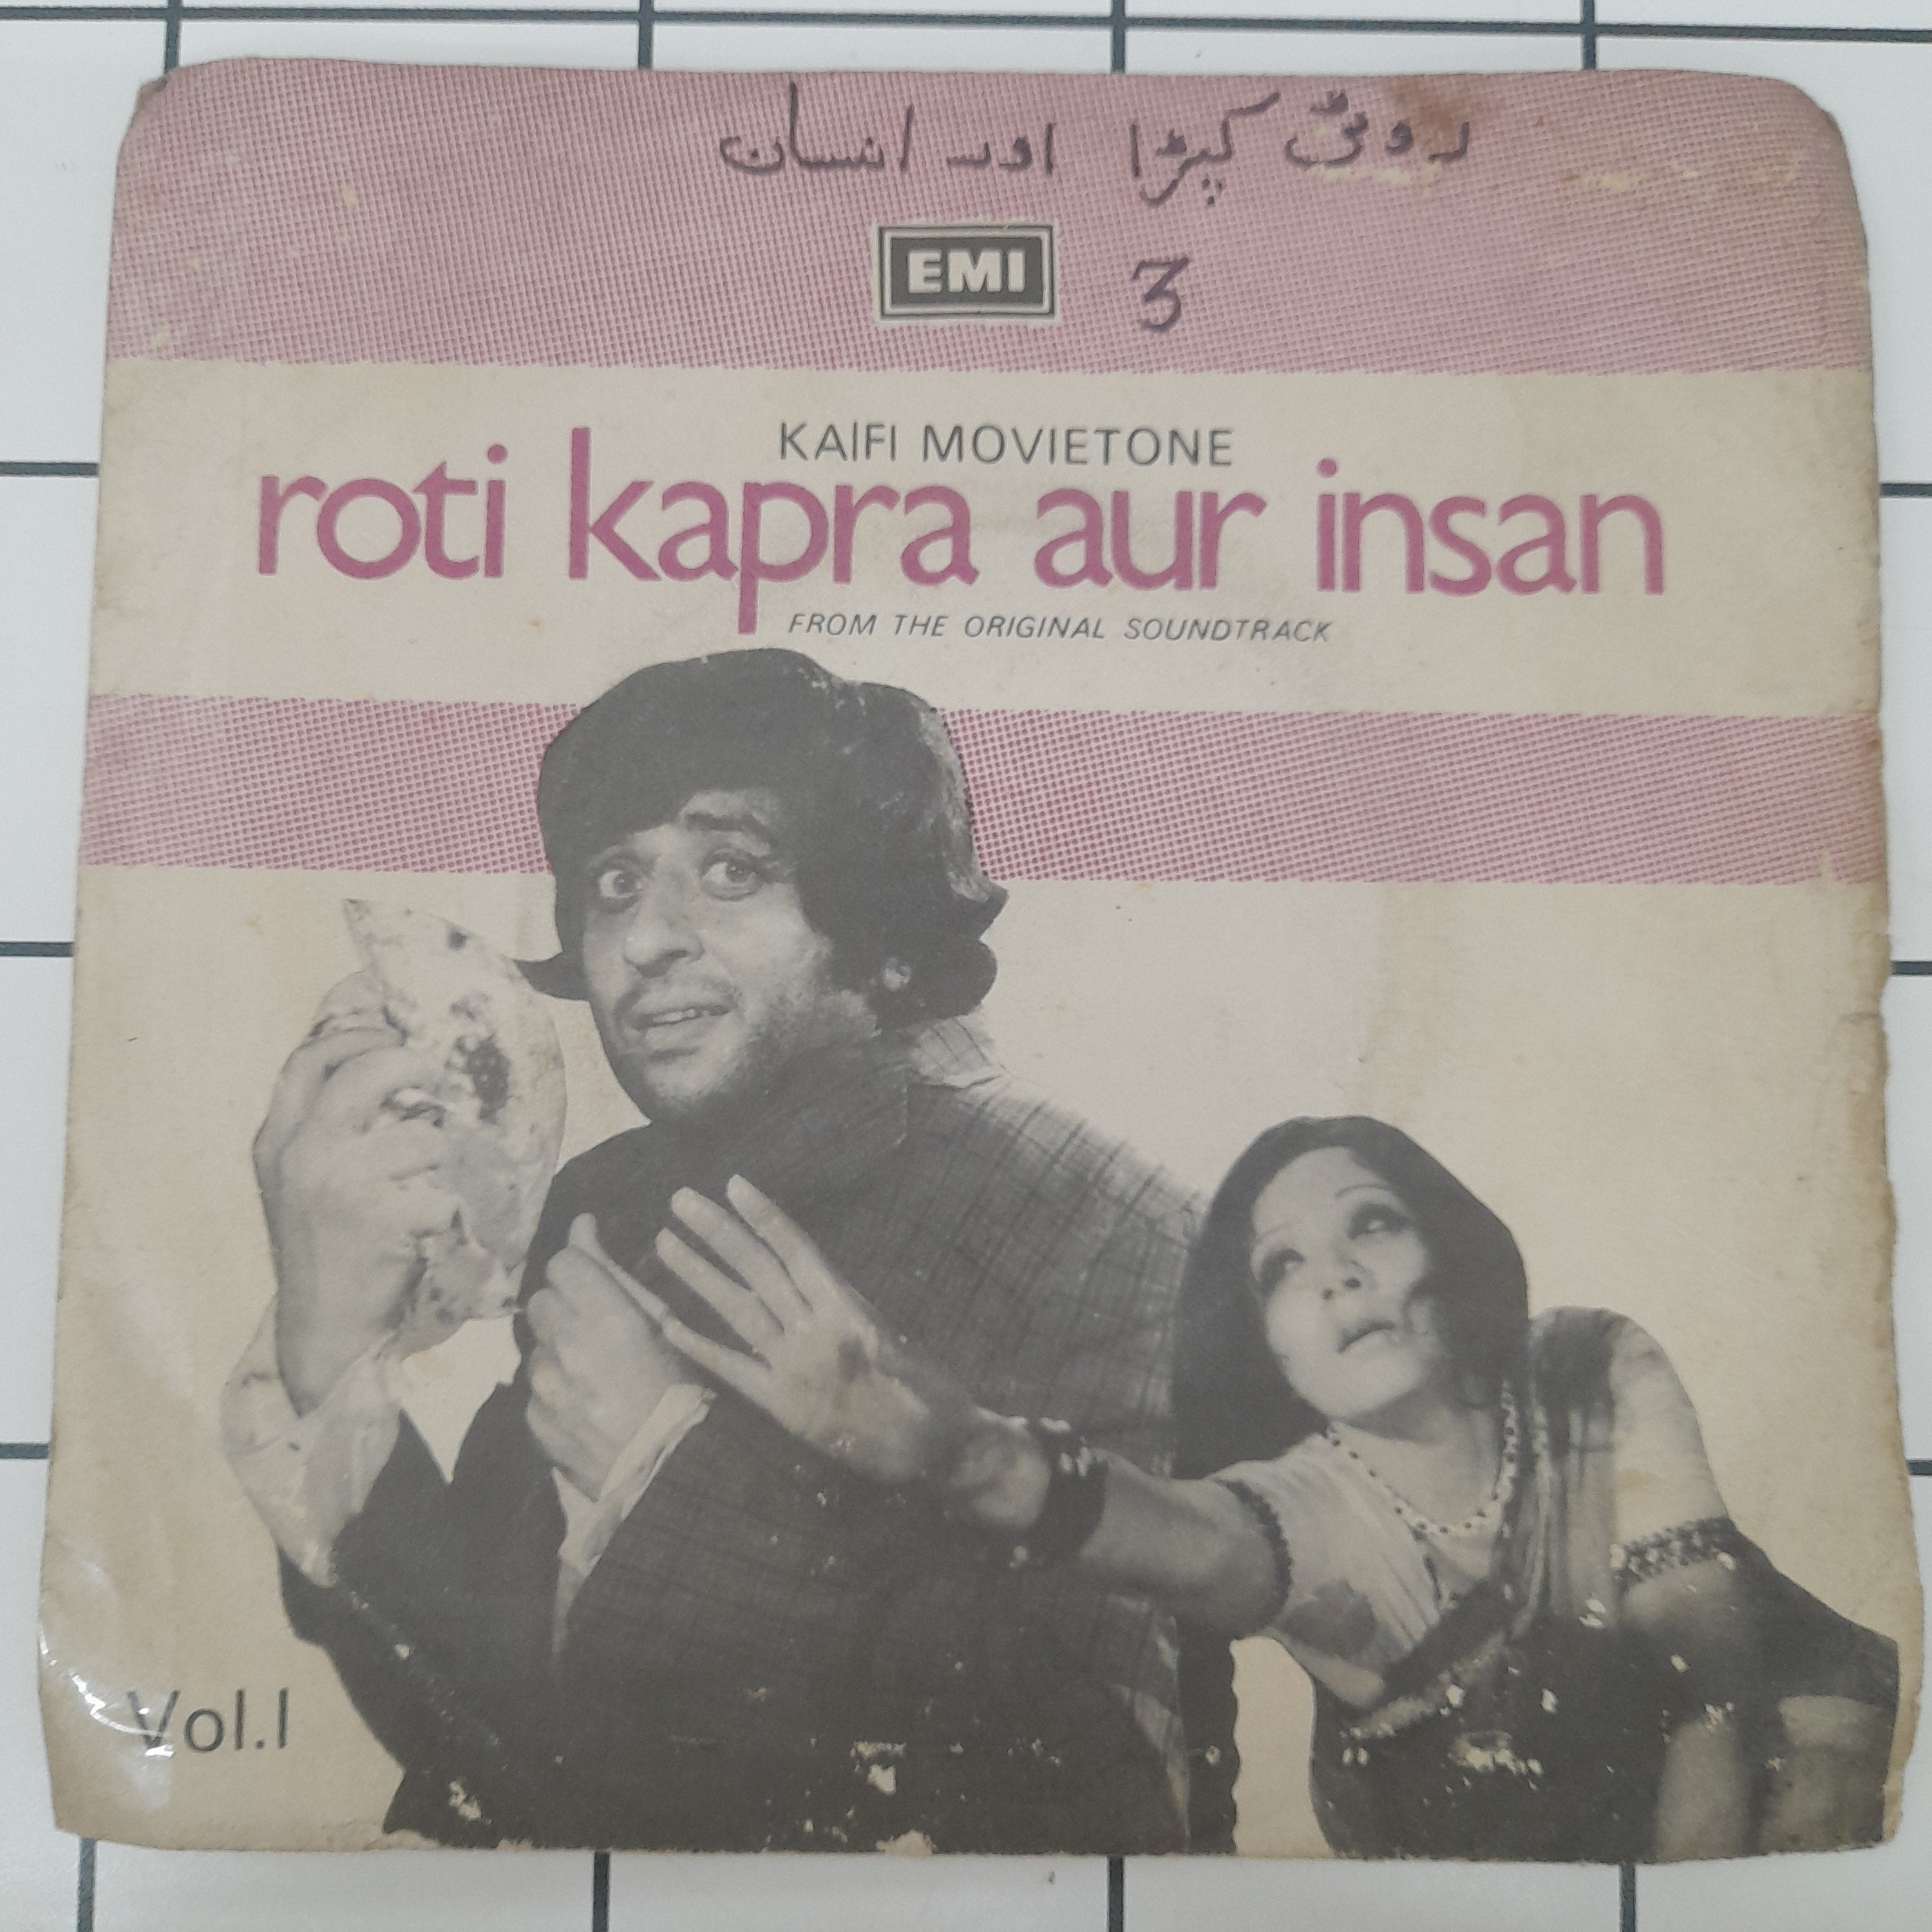 روٹی کپڑا اور انسان
EMI
3
KAIFI MOVIETONE
roti kapra aur insan
FROM THE ORIGINAL SOUNDTRACK
Vol.I